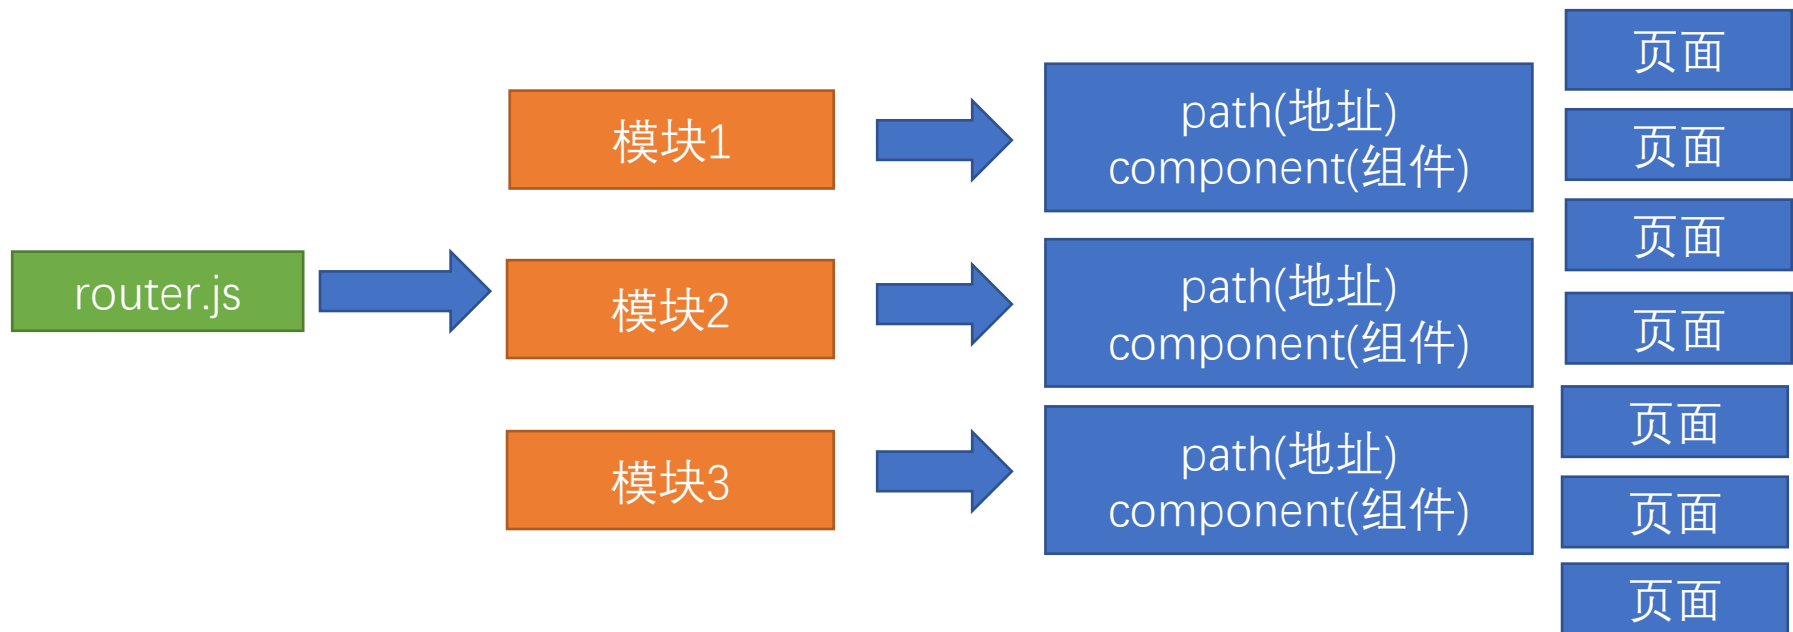 router.js
模块1
模块2
模块3
path(地址)
component(组件)
path(地址)
component(组件)
path(地址)
component(组件)
页面
页面
页面
页面
页面
页面
页面